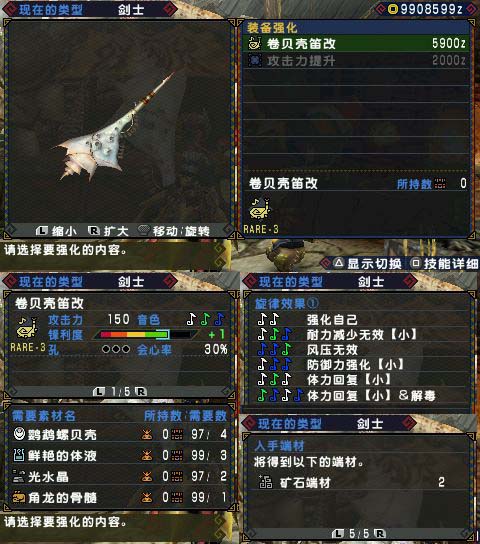 现在的类型 剑士
9908599z
装备强化
卷贝壳笛改 5900z
攻击力提升 2000z
卷贝壳笛改 所持数 0
RARE-3
L 缩小 R 扩大 移动/旋转
请选择要强化的内容。
△显示切换 □技能详细
现在的类型 剑士
卷贝壳笛改
攻击力 150 音色
锋利度 +1
RARE-3
孔 ○○○ 会心率 30%
L 1/5 R
需要素材名 所持数/需要数
鹦鹉螺贝壳 0 97/ 4
鲜艳的体液 0 99/ 3
光水晶 0 97/ 2
角龙的骨髓 0 99/ 1
请选择要强化的内容。
现在的类型 剑士
旋律效果①
强化自己
耐力减少无效【小】
风压无效
防御力强化【小】
体力回复【小】
体力回复【小】&解毒
现在的类型 剑士
入手端材
将得到以下的端材。
矿石端材 2
L 5/5 R